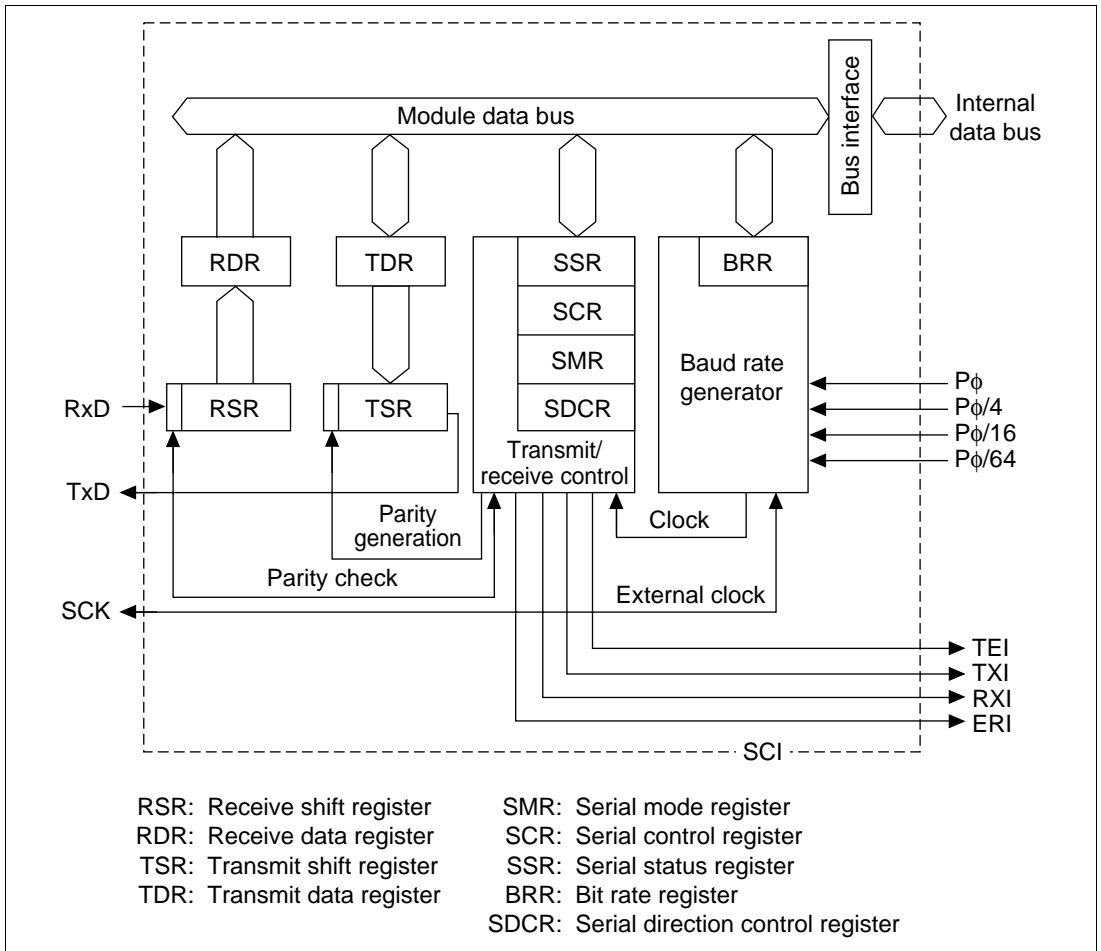 Module data bus
Bus interface
Internal
data bus
RDR
TDR
SSR
BRR
SCR
SMR
SDCR
RSR
TSR
Baud rate
generator
Transmit/
receive control
RxD
TxD
SCK
Pϕ
Pϕ/4
Pϕ/16
Pϕ/64
Parity
generation
Clock
Parity check
External clock
TEI
TXI
RXI
ERI
SCI
RSR: Receive shift register
RDR: Receive data register
TSR: Transmit shift register
TDR: Transmit data register
SMR: Serial mode register
SCR: Serial control register
SSR: Serial status register
BRR: Bit rate register
SDCR: Serial direction control register